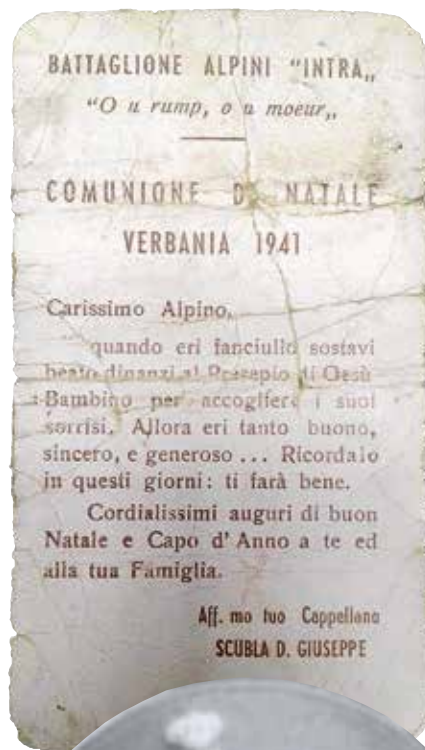 BATTAGLIONE ALPINI “INTRA„
“O u rump, o u moeur„
COMUNIONE DI NATALE
VERBANIA 1941
Carissimo Alpino,
quando eri fanciullo sostavi
beato dinanzi al Presepio di Gesù
Bambino per accogliere i suoi
sorrisi. Allora eri tanto buono,
sincero, e generoso ... Ricordalo
in questi giorni: ti farà bene.
Cordialissimi auguri di buon
Natale e Capo d'Anno a te ed
alla tua Famiglia.
Aff.mo tuo Cappellano
SCUBLA D. GIUSEPPE